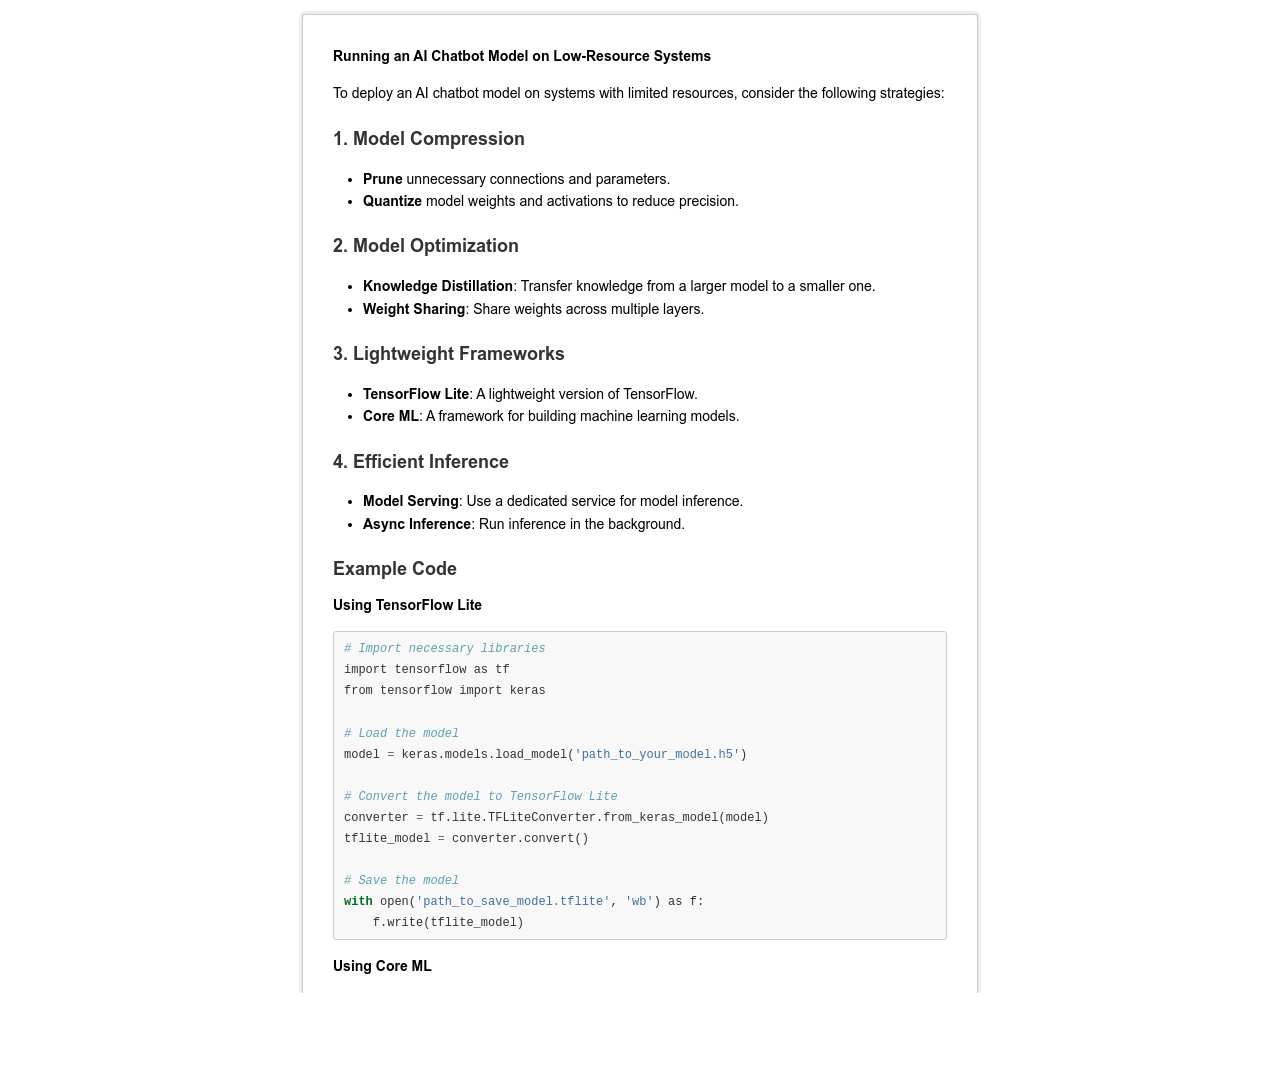 Running an AI Chatbot Model on Low-Resource Systems
To deploy an AI chatbot model on systems with limited resources, consider the following strategies:
1. Model Compression
• Prune unnecessary connections and parameters.
• Quantize model weights and activations to reduce precision.
2. Model Optimization
• Knowledge Distillation: Transfer knowledge from a larger model to a smaller one.
• Weight Sharing: Share weights across multiple layers.
3. Lightweight Frameworks
• TensorFlow Lite: A lightweight version of TensorFlow.
• Core ML: A framework for building machine learning models.
4. Efficient Inference
• Model Serving: Use a dedicated service for model inference.
• Async Inference: Run inference in the background.
Example Code
Using TensorFlow Lite
# Import necessary libraries
import tensorflow as tf
from tensorflow import keras
# Load the model
model = keras.models.load_model('path_to_your_model.h5')
# Convert the model to TensorFlow Lite
converter = tf.lite.TFLiteConverter.from_keras_model(model)
tflite_model = converter.convert()
# Save the model
with open('path_to_save_model.tflite', 'wb') as f:
    f.write(tflite_model)
Using Core ML